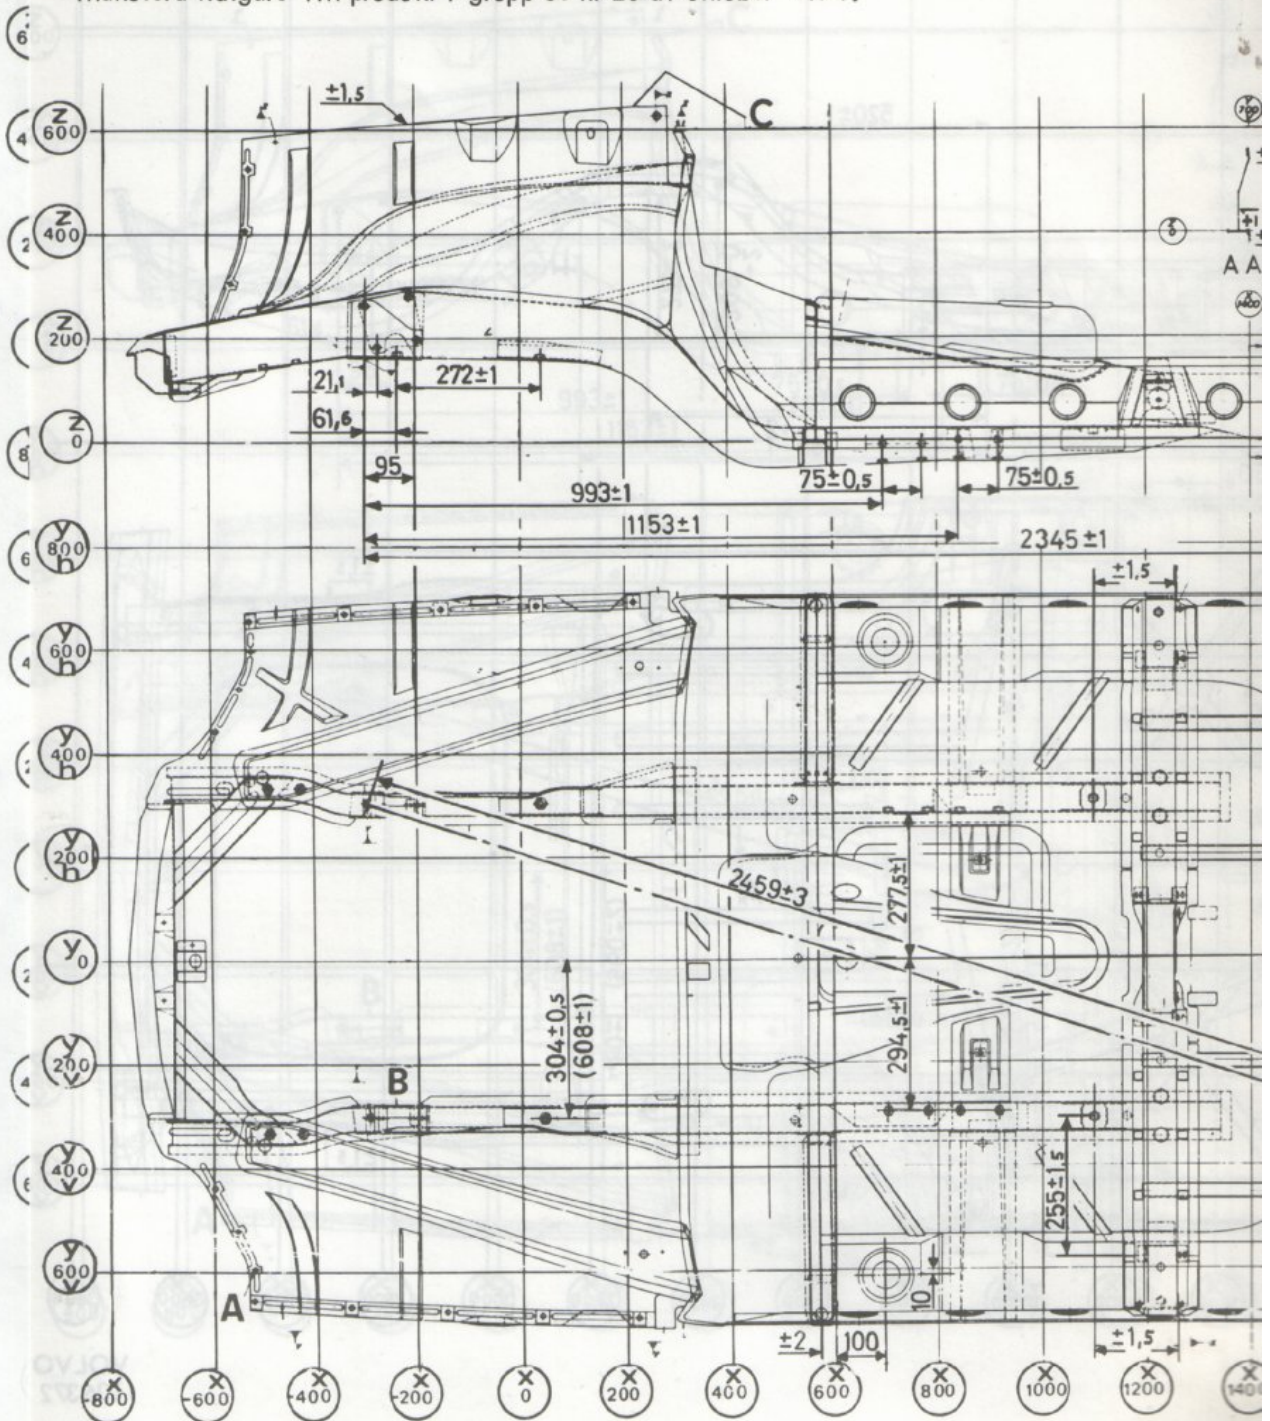 ±1,5
C
Z 600
Z 400
Z 200
Z 0
A A
21,1
272±1
61,6
95
993±1
75±0,5
75±0,5
1153±1
2345±1
y h 800
y h 600
y h 400
y h 200
y 0
y v 200
y v 400
y v 600
±1,5
2459±3
277,5±1
294,5±1
304±0,5
(608±1)
B
255±1,5
A
10
±2
100
±1,5
X -800
X -600
X -400
X -200
X 0
X 200
X 400
X 600
X 800
X 1000
X 1200
X 1400